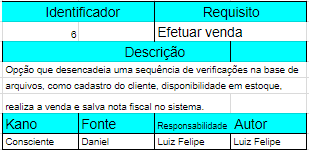 Identificador Requisito
6 Efetuar venda
Descrição
Opção que desencadeia uma sequência de verificações na base de
arquivos, como cadastro do cliente, disponibilidade em estoque,
realiza a venda e salva nota fiscal no sistema.
Kano Fonte Responsabilidade Autor
Consciente Daniel Luiz Felipe Luiz Felipe